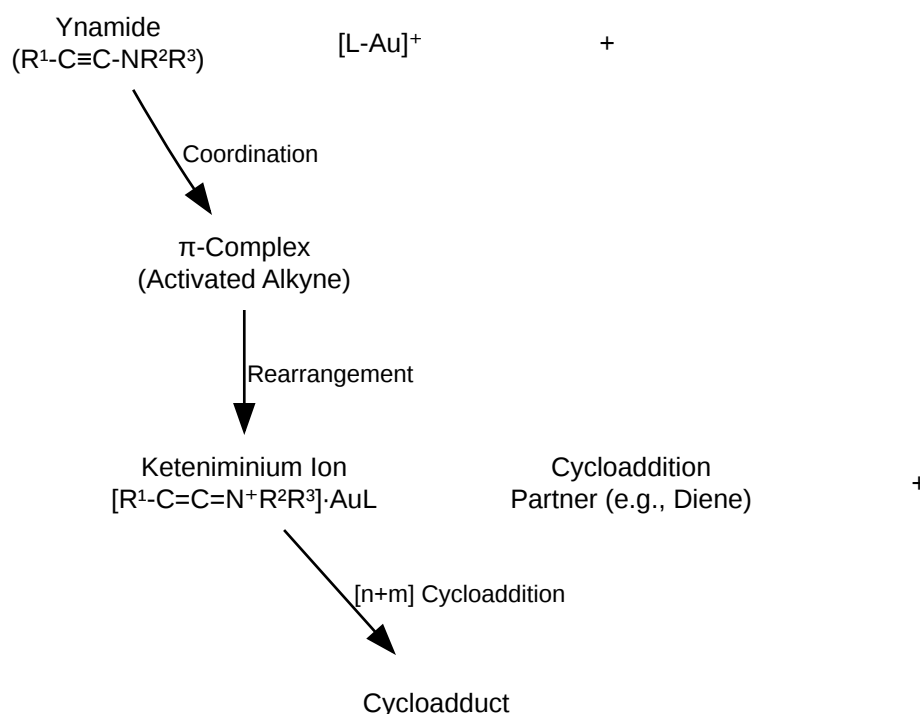 Ynamide
(R¹-C≡C-NR²R³)
[L-Au]⁺
+
Coordination
π-Complex
(Activated Alkyne)
Rearrangement
Keteniminium Ion
[R¹-C=C=N⁺R²R³]·AuL
Cycloaddition
Partner (e.g., Diene)
+
[n+m] Cycloaddition
Cycloadduct